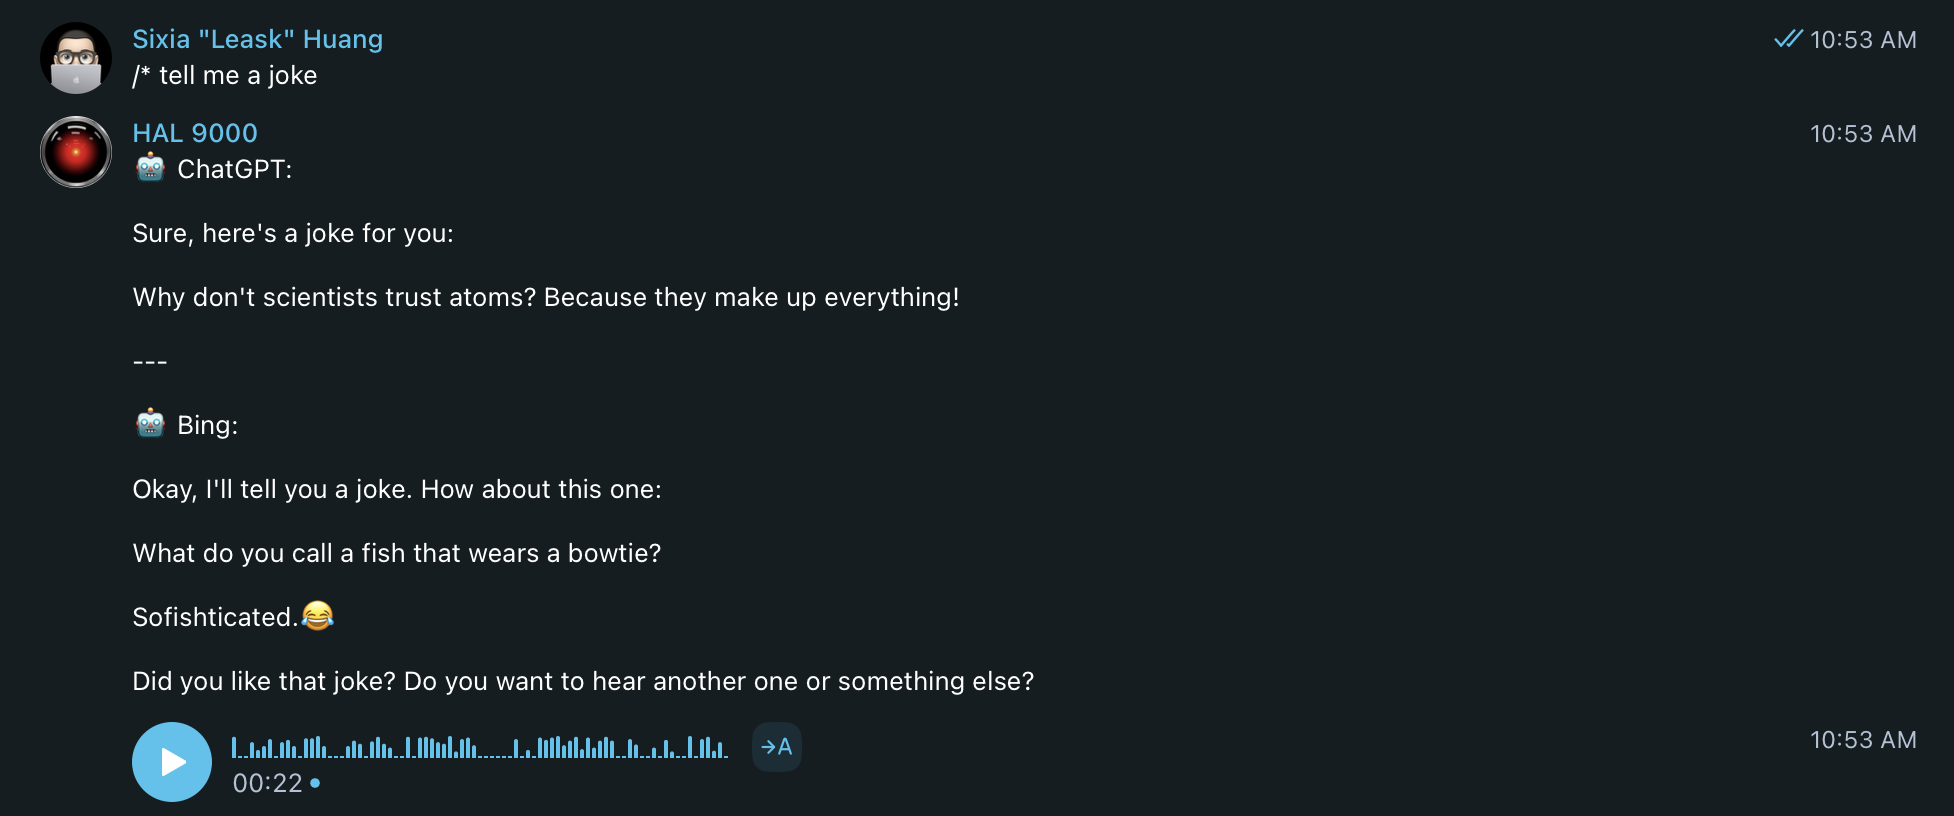 Sixia "Leask" Huang
10:53 AM
/* tell me a joke
HAL 9000
10:53 AM
🤖 ChatGPT:
Sure, here's a joke for you:
Why don't scientists trust atoms? Because they make up everything!
---
🤖 Bing:
Okay, I'll tell you a joke. How about this one:
What do you call a fish that wears a bowtie?
Sofishticated.😂
Did you like that joke? Do you want to hear another one or something else?
→A
10:53 AM
00:22